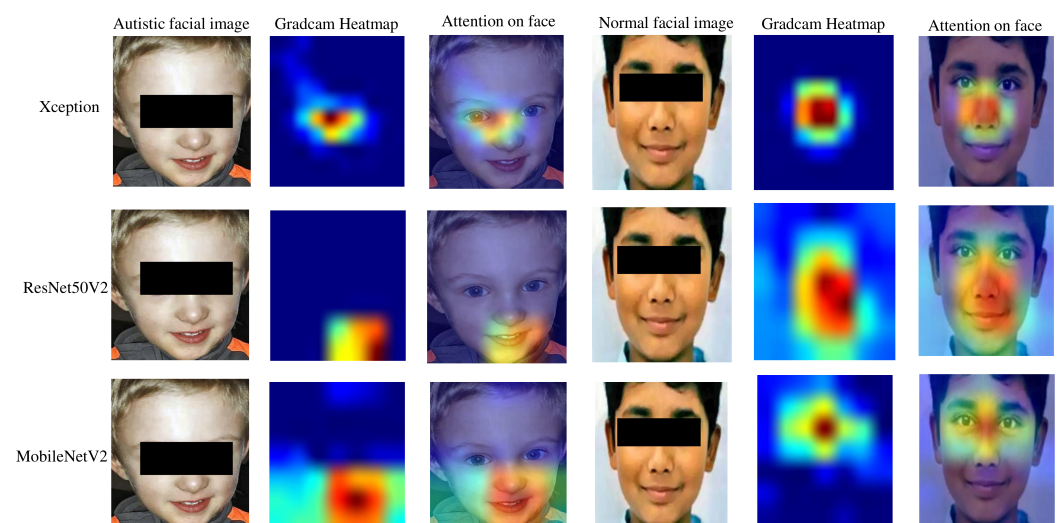 Autistic facial image Gradcam Heatmap Attention on face Normal facial image Gradcam Heatmap Attention on face
Xception
ResNet50V2
MobileNetV2